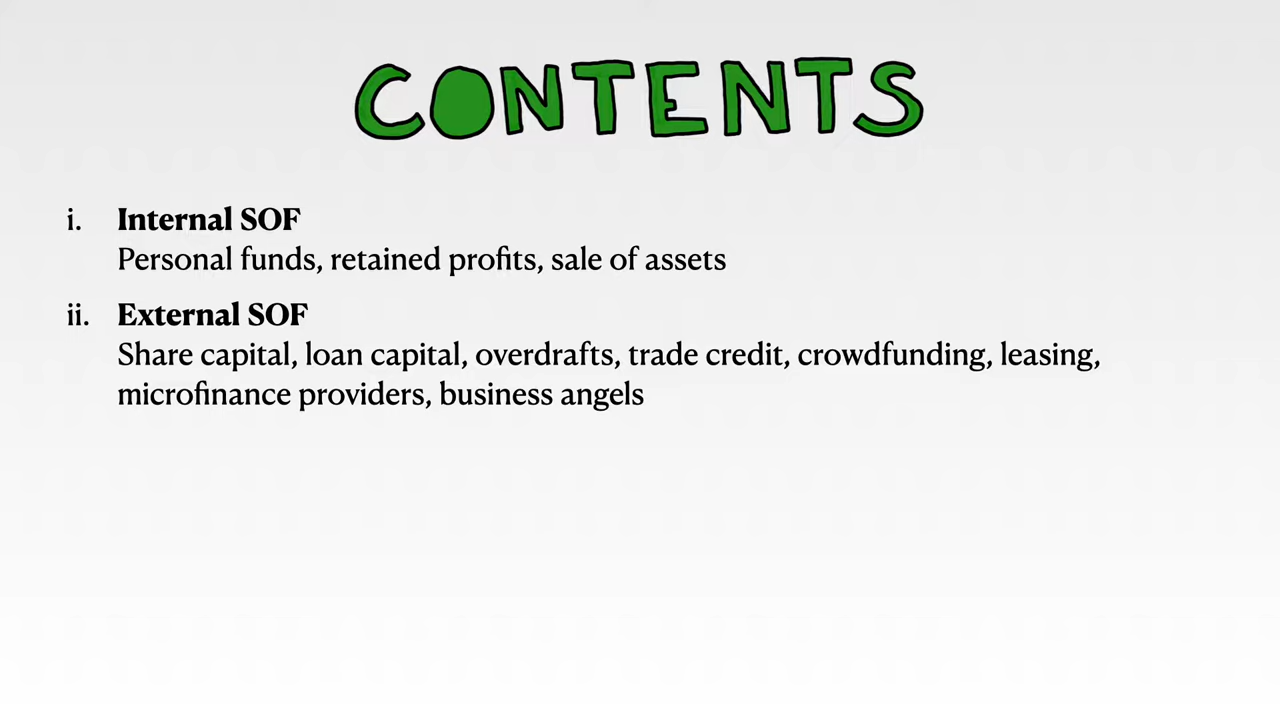 CONTENTS
i. Internal SOF
Personal funds, retained profits, sale of assets
ii. External SOF
Share capital, loan capital, overdrafts, trade credit, crowdfunding, leasing,
microfinance providers, business angels